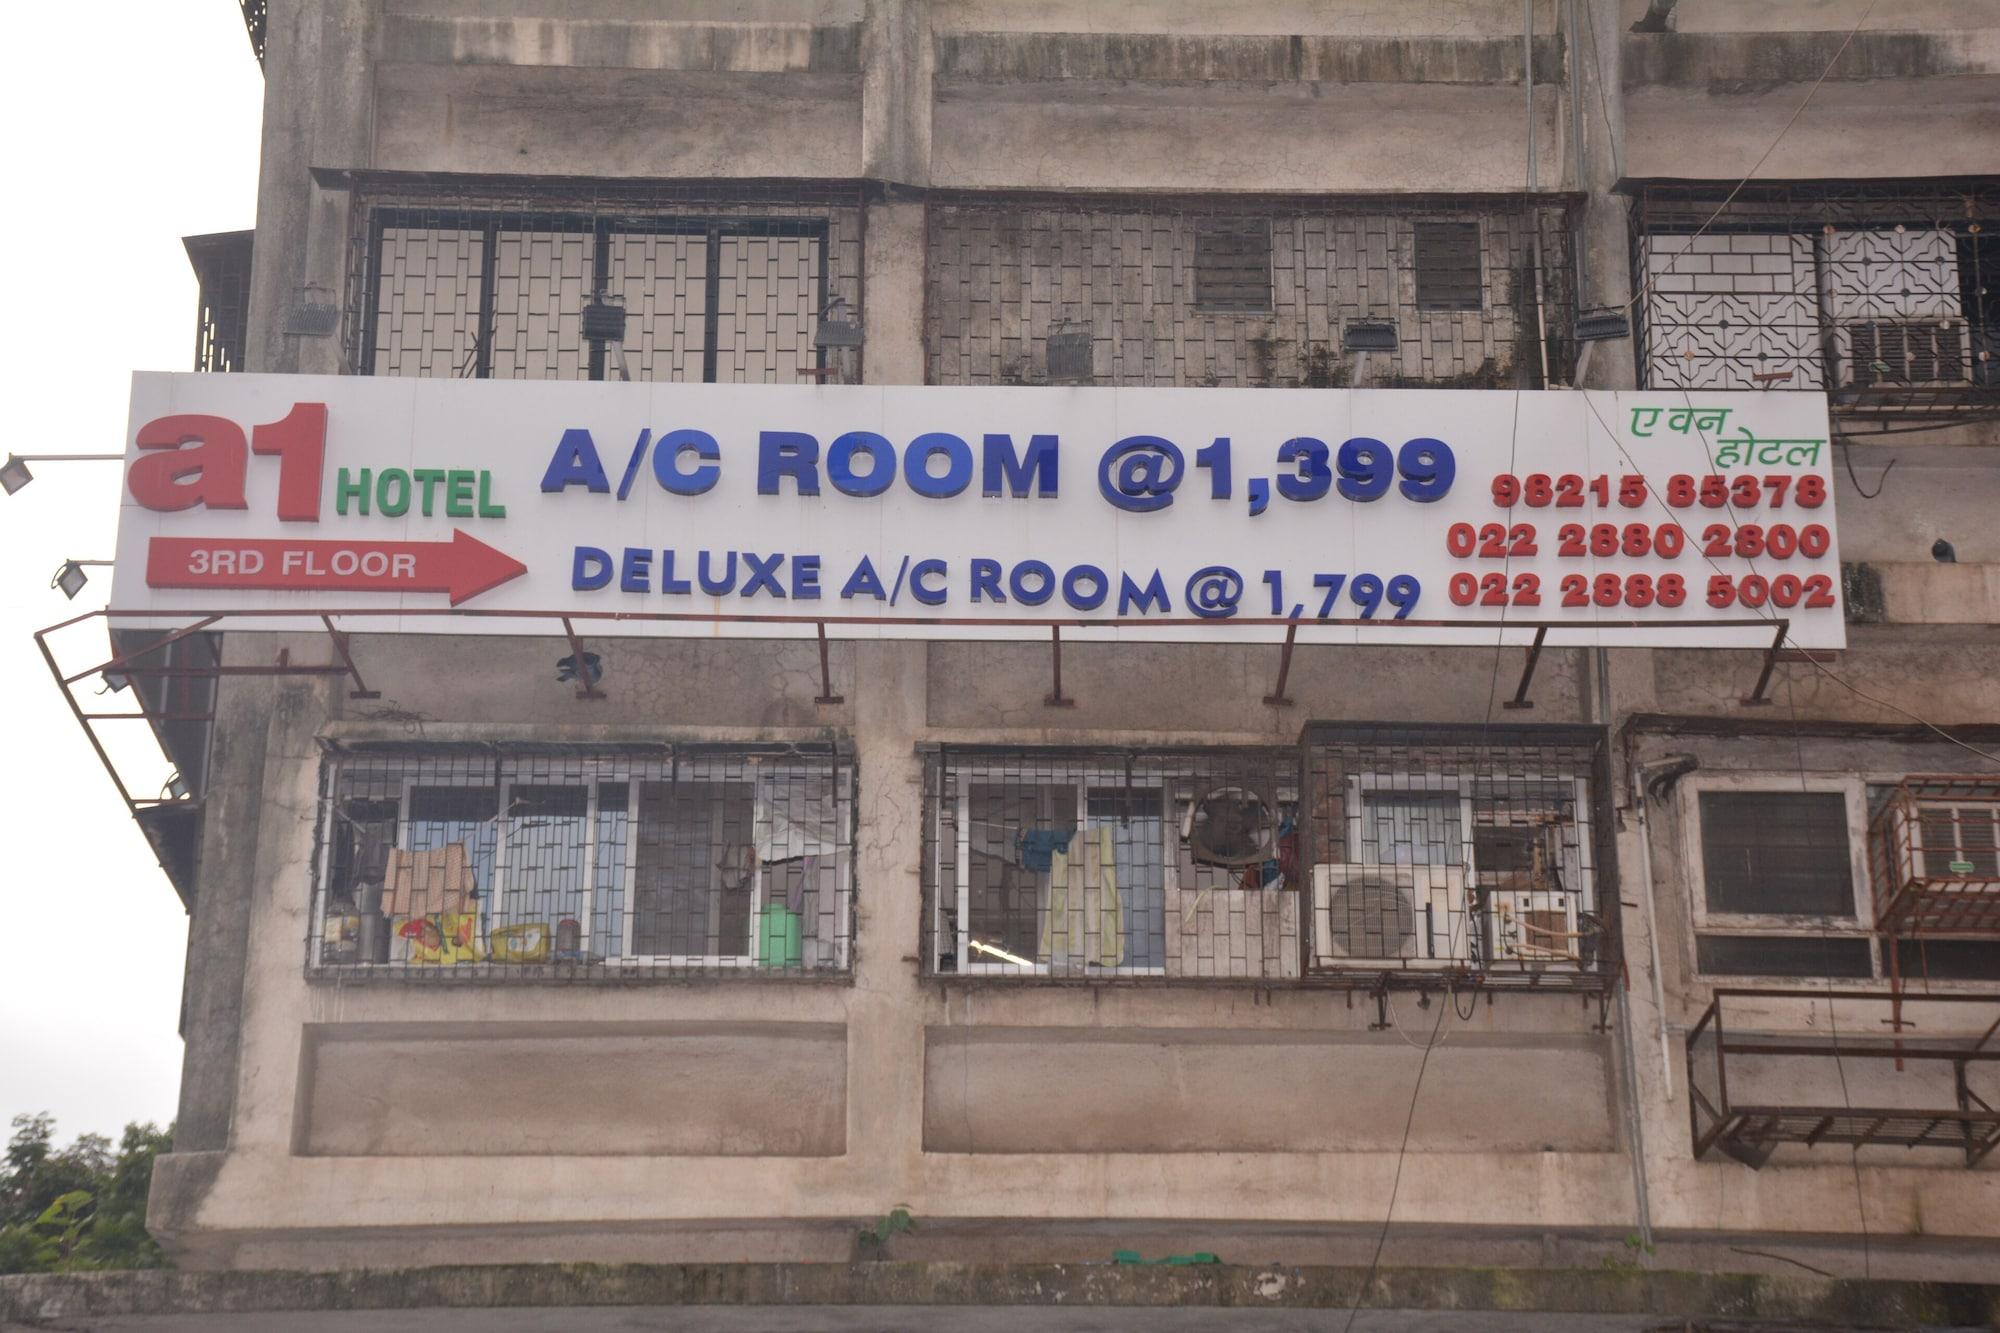 a1 HOTEL
3RD FLOOR
A/C ROOM @1,399
DELUXE A/C ROOM @ 1,799
ए वन
होटल
98215 85378
022 2880 2800
022 2888 5002